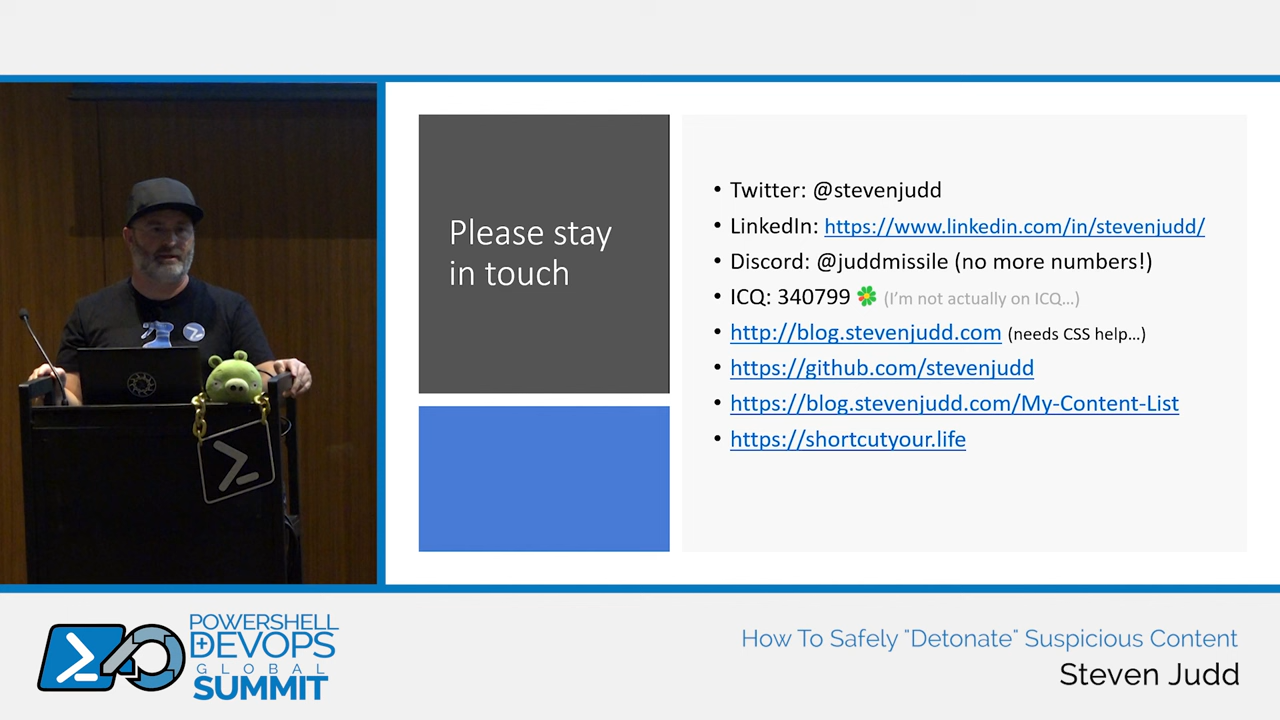 Please stay
in touch
• Twitter: @stevenjudd
• LinkedIn: https://www.linkedin.com/in/stevenjudd/
• Discord: @juddmissile (no more numbers!)
• ICQ: 340799 (I'm not actually on ICQ...)
• http://blog.stevenjudd.com (needs CSS help...)
• https://github.com/stevenjudd
• https://blog.stevenjudd.com/My-Content-List
• https://shortcutyour.life
POWERSHELL
+DEVOPS
GLOBAL
SUMMIT
How To Safely "Detonate" Suspicious Content
Steven Judd